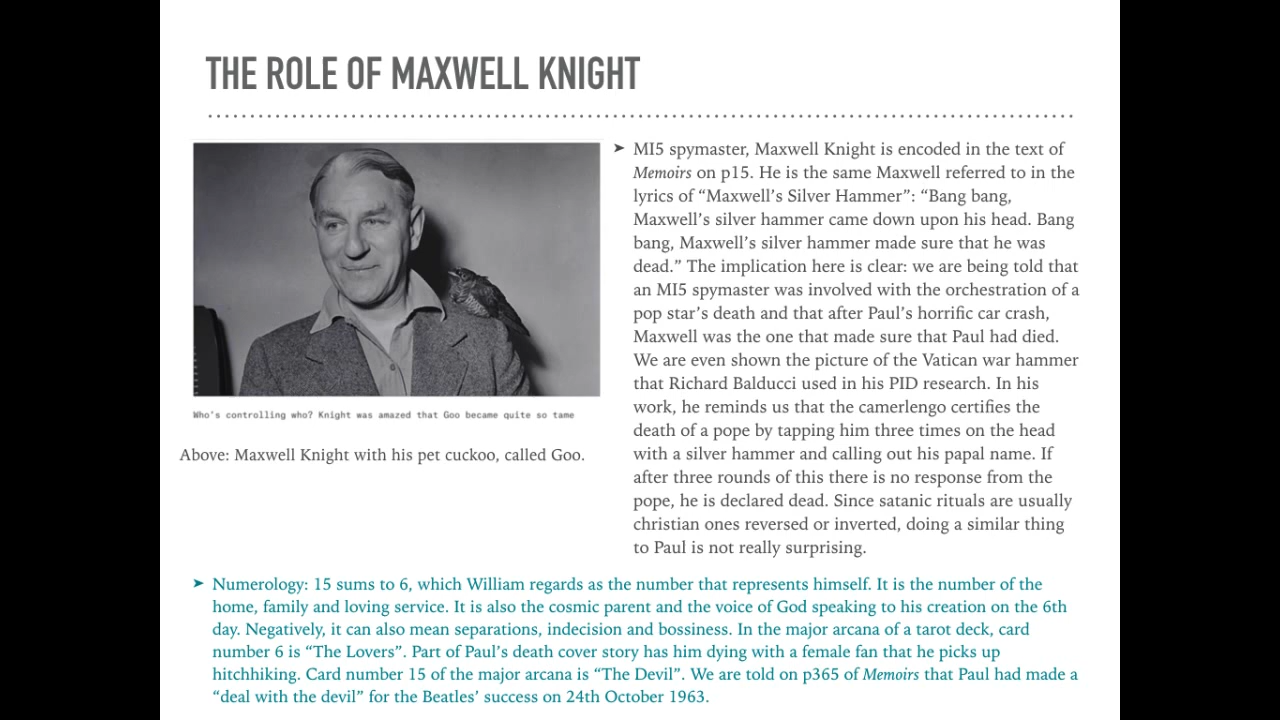 THE ROLE OF MAXWELL KNIGHT
Who's controlling who? Knight was amazed that Goo became quite so tame
Above: Maxwell Knight with his pet cuckoo, called Goo.
➤ MI5 spymaster, Maxwell Knight is encoded in the text of
Memoirs on p15. He is the same Maxwell referred to in the
lyrics of “Maxwell’s Silver Hammer”: “Bang bang,
Maxwell’s silver hammer came down upon his head. Bang
bang, Maxwell’s silver hammer made sure that he was
dead.” The implication here is clear: we are being told that
an MI5 spymaster was involved with the orchestration of a
pop star’s death and that after Paul’s horrific car crash,
Maxwell was the one that made sure that Paul had died.
We are even shown the picture of the Vatican war hammer
that Richard Balducci used in his PID research. In his
work, he reminds us that the camerlengo certifies the
death of a pope by tapping him three times on the head
with a silver hammer and calling out his papal name. If
after three rounds of this there is no response from the
pope, he is declared dead. Since satanic rituals are usually
christian ones reversed or inverted, doing a similar thing
to Paul is not really surprising.
➤ Numerology: 15 sums to 6, which William regards as the number that represents himself. It is the number of the
home, family and loving service. It is also the cosmic parent and the voice of God speaking to his creation on the 6th
day. Negatively, it can also mean separations, indecision and bossiness. In the major arcana of a tarot deck, card
number 6 is “The Lovers”. Part of Paul’s death cover story has him dying with a female fan that he picks up
hitchhiking. Card number 15 of the major arcana is “The Devil”. We are told on p365 of Memoirs that Paul had made a
“deal with the devil” for the Beatles’ success on 24th October 1963.